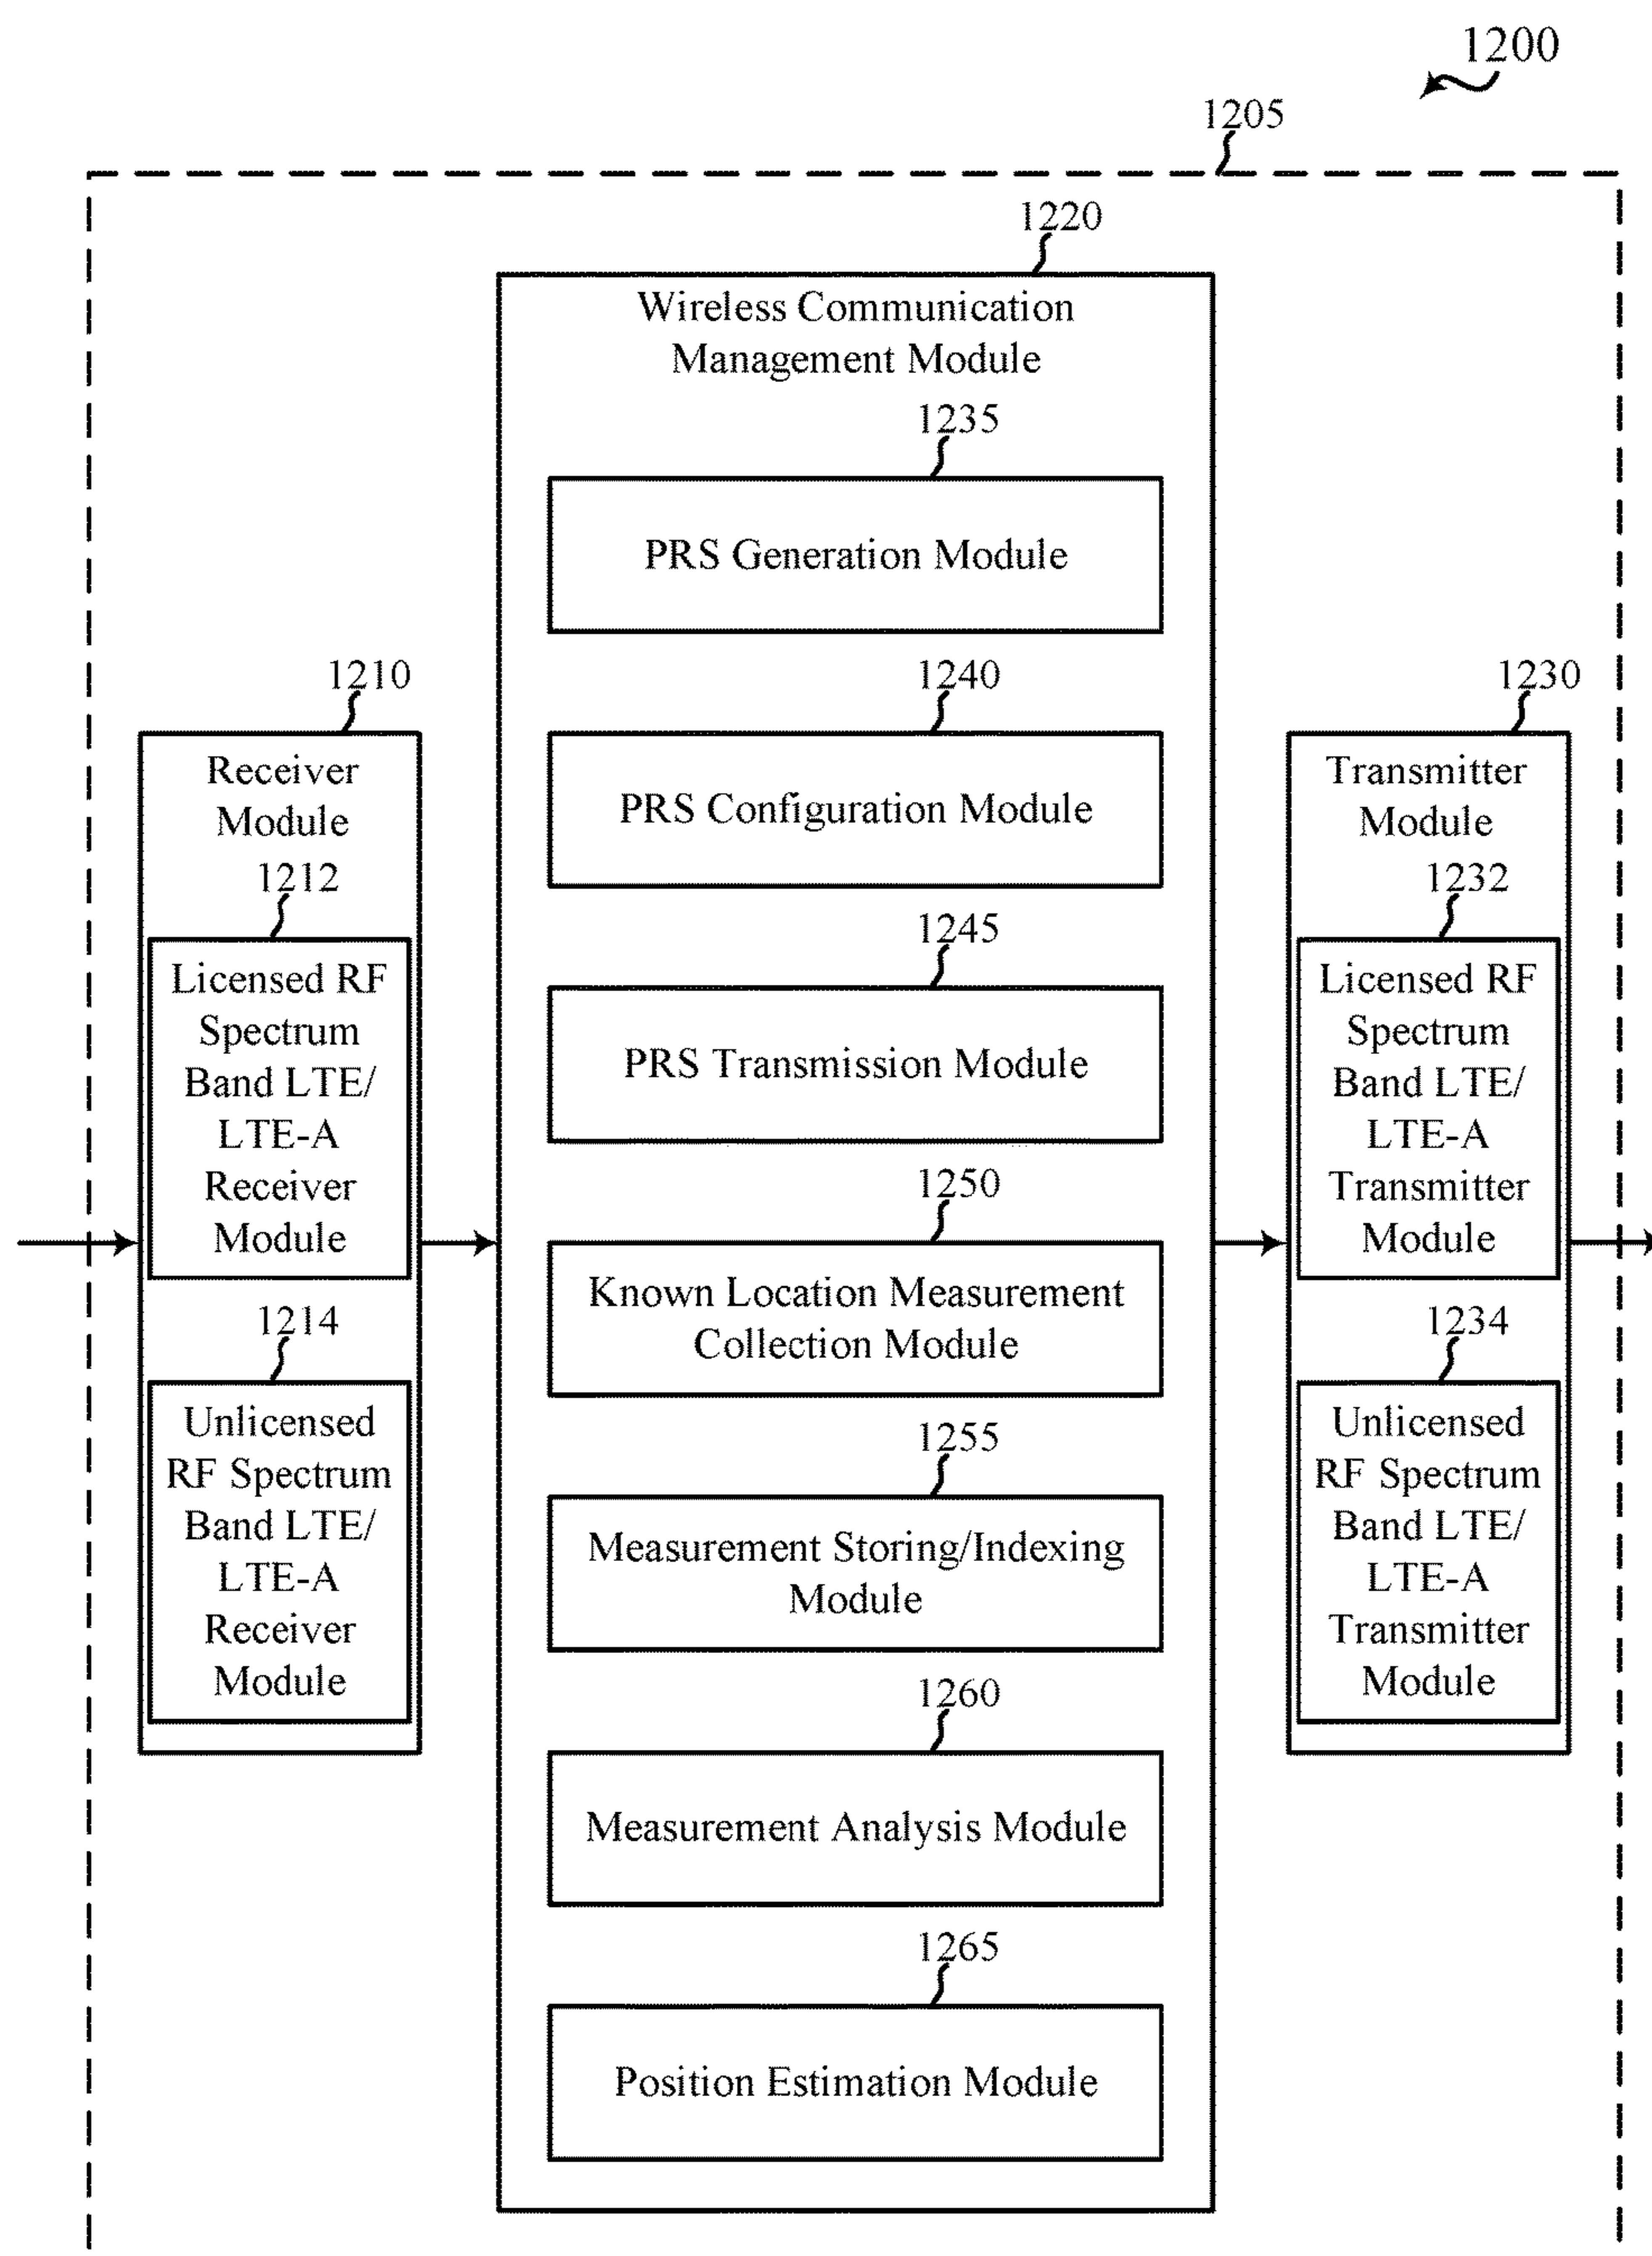 1200
1205
1220
Wireless Communication
Management Module
1235
PRS Generation Module
1240
PRS Configuration Module
1245
PRS Transmission Module
1250
Known Location Measurement
Collection Module
1255
Measurement Storing/Indexing
Module
1260
Measurement Analysis Module
1265
Position Estimation Module
1210
Receiver
Module
1212
Licensed RF
Spectrum
Band LTE/
LTE-A
Receiver
Module
1214
Unlicensed
RF Spectrum
Band LTE/
LTE-A
Receiver
Module
1230
Transmitter
Module
1232
Licensed RF
Spectrum
Band LTE/
LTE-A
Transmitter
Module
1234
Unlicensed
RF Spectrum
Band LTE/
LTE-A
Transmitter
Module